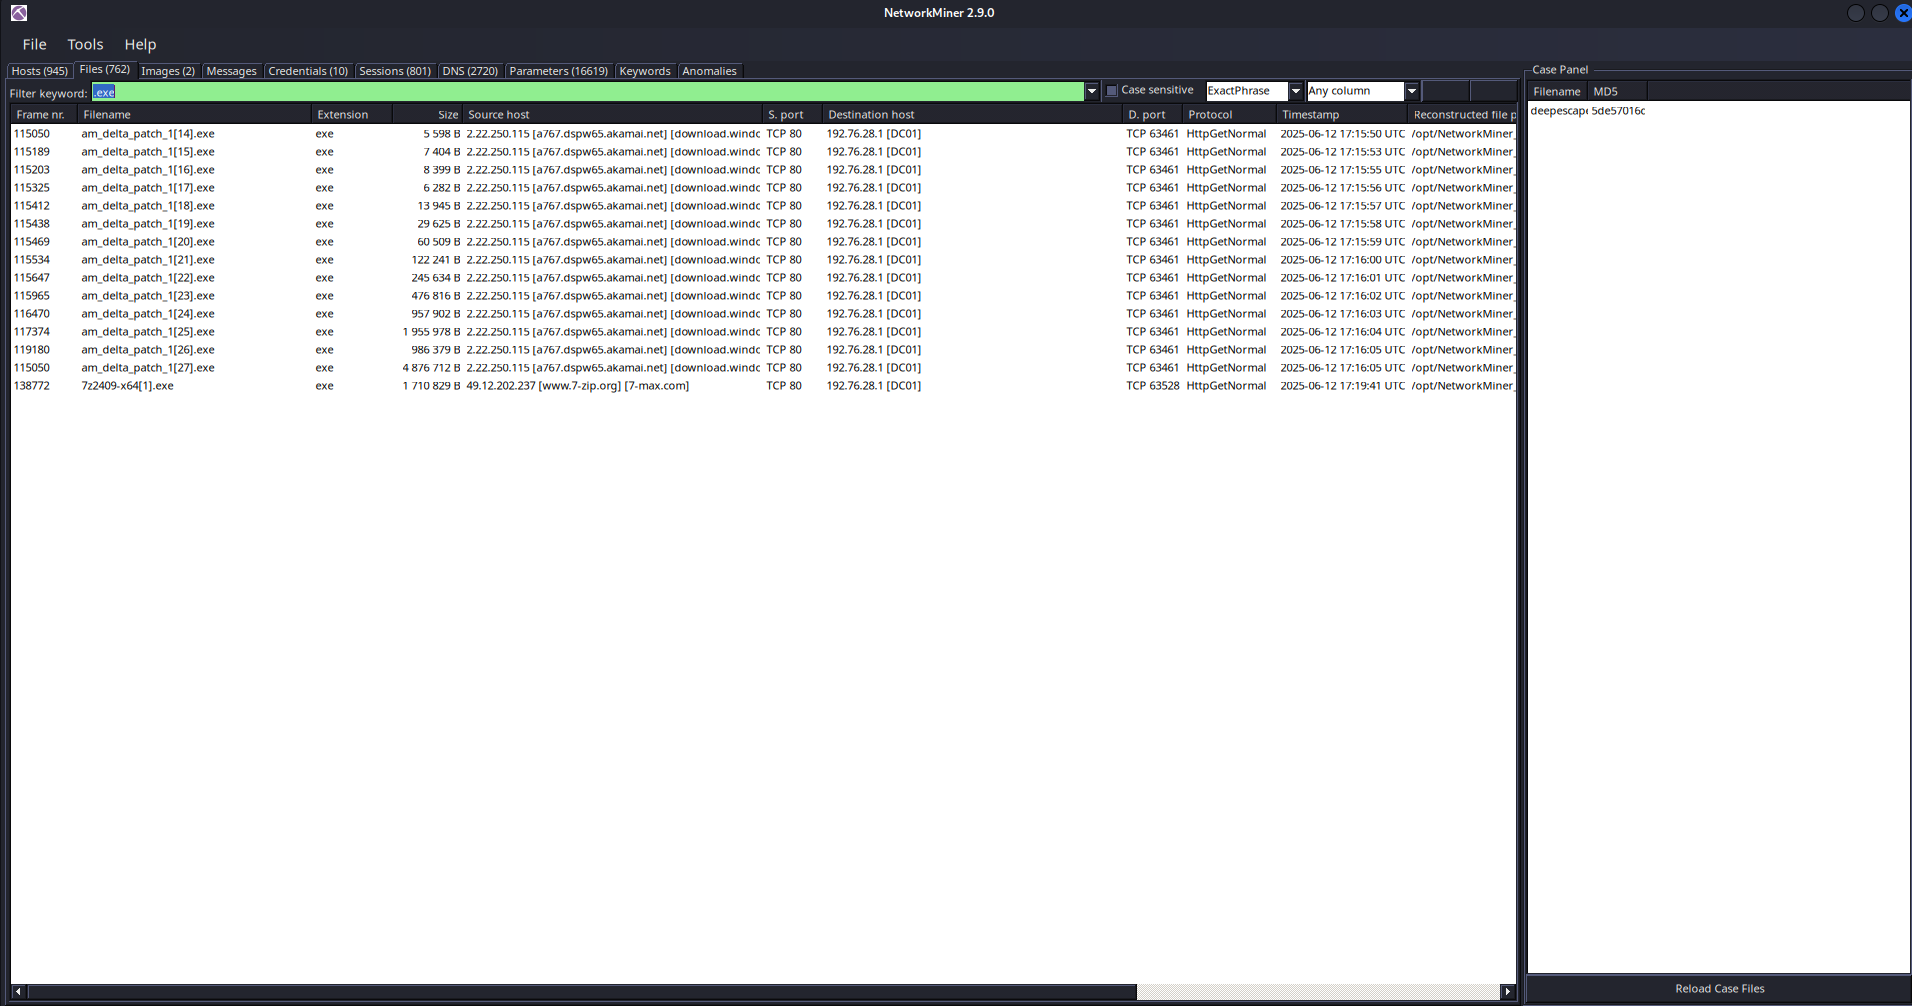 NetworkMiner 2.9.0
File Tools Help
Hosts (945) Files (762) Images (2) Messages Credentials (10) Sessions (801) DNS (2720) Parameters (16619) Keywords Anomalies
Case Panel
Filter keyword: .exe Case sensitive ExactPhrase Any column
Filename MD5
Frame nr. Filename Extension Size Source host S. port Destination host D. port Protocol Timestamp Reconstructed file p
deepescap 5de57016c
115050 am_delta_patch_1[14].exe exe 5 598 B 2.22.250.115 [a767.dspw65.akamai.net] [download.windo TCP 80 192.76.28.1 [DC01] TCP 63461 HttpGetNormal 2025-06-12 17:15:50 UTC /opt/NetworkMiner_
115189 am_delta_patch_1[15].exe exe 7 404 B 2.22.250.115 [a767.dspw65.akamai.net] [download.windo TCP 80 192.76.28.1 [DC01] TCP 63461 HttpGetNormal 2025-06-12 17:15:53 UTC /opt/NetworkMiner_
115203 am_delta_patch_1[16].exe exe 8 399 B 2.22.250.115 [a767.dspw65.akamai.net] [download.windo TCP 80 192.76.28.1 [DC01] TCP 63461 HttpGetNormal 2025-06-12 17:15:55 UTC /opt/NetworkMiner_
115325 am_delta_patch_1[17].exe exe 6 282 B 2.22.250.115 [a767.dspw65.akamai.net] [download.windo TCP 80 192.76.28.1 [DC01] TCP 63461 HttpGetNormal 2025-06-12 17:15:56 UTC /opt/NetworkMiner_
115412 am_delta_patch_1[18].exe exe 13 945 B 2.22.250.115 [a767.dspw65.akamai.net] [download.windo TCP 80 192.76.28.1 [DC01] TCP 63461 HttpGetNormal 2025-06-12 17:15:57 UTC /opt/NetworkMiner_
115438 am_delta_patch_1[19].exe exe 29 625 B 2.22.250.115 [a767.dspw65.akamai.net] [download.windo TCP 80 192.76.28.1 [DC01] TCP 63461 HttpGetNormal 2025-06-12 17:15:58 UTC /opt/NetworkMiner_
115469 am_delta_patch_1[20].exe exe 60 509 B 2.22.250.115 [a767.dspw65.akamai.net] [download.windo TCP 80 192.76.28.1 [DC01] TCP 63461 HttpGetNormal 2025-06-12 17:15:59 UTC /opt/NetworkMiner_
115534 am_delta_patch_1[21].exe exe 122 241 B 2.22.250.115 [a767.dspw65.akamai.net] [download.windo TCP 80 192.76.28.1 [DC01] TCP 63461 HttpGetNormal 2025-06-12 17:16:00 UTC /opt/NetworkMiner_
115647 am_delta_patch_1[22].exe exe 245 634 B 2.22.250.115 [a767.dspw65.akamai.net] [download.windo TCP 80 192.76.28.1 [DC01] TCP 63461 HttpGetNormal 2025-06-12 17:16:01 UTC /opt/NetworkMiner_
115965 am_delta_patch_1[23].exe exe 476 816 B 2.22.250.115 [a767.dspw65.akamai.net] [download.windo TCP 80 192.76.28.1 [DC01] TCP 63461 HttpGetNormal 2025-06-12 17:16:02 UTC /opt/NetworkMiner_
116470 am_delta_patch_1[24].exe exe 957 902 B 2.22.250.115 [a767.dspw65.akamai.net] [download.windo TCP 80 192.76.28.1 [DC01] TCP 63461 HttpGetNormal 2025-06-12 17:16:03 UTC /opt/NetworkMiner_
117374 am_delta_patch_1[25].exe exe 1 955 978 B 2.22.250.115 [a767.dspw65.akamai.net] [download.windo TCP 80 192.76.28.1 [DC01] TCP 63461 HttpGetNormal 2025-06-12 17:16:04 UTC /opt/NetworkMiner_
119180 am_delta_patch_1[26].exe exe 986 379 B 2.22.250.115 [a767.dspw65.akamai.net] [download.windo TCP 80 192.76.28.1 [DC01] TCP 63461 HttpGetNormal 2025-06-12 17:16:05 UTC /opt/NetworkMiner_
115050 am_delta_patch_1[27].exe exe 4 876 712 B 2.22.250.115 [a767.dspw65.akamai.net] [download.windo TCP 80 192.76.28.1 [DC01] TCP 63461 HttpGetNormal 2025-06-12 17:16:05 UTC /opt/NetworkMiner_
138772 7z2409-x64[1].exe exe 1 710 829 B 49.12.202.237 [www.7-zip.org] [7-max.com] TCP 80 192.76.28.1 [DC01] TCP 63528 HttpGetNormal 2025-06-12 17:19:41 UTC /opt/NetworkMiner_
Reload Case Files